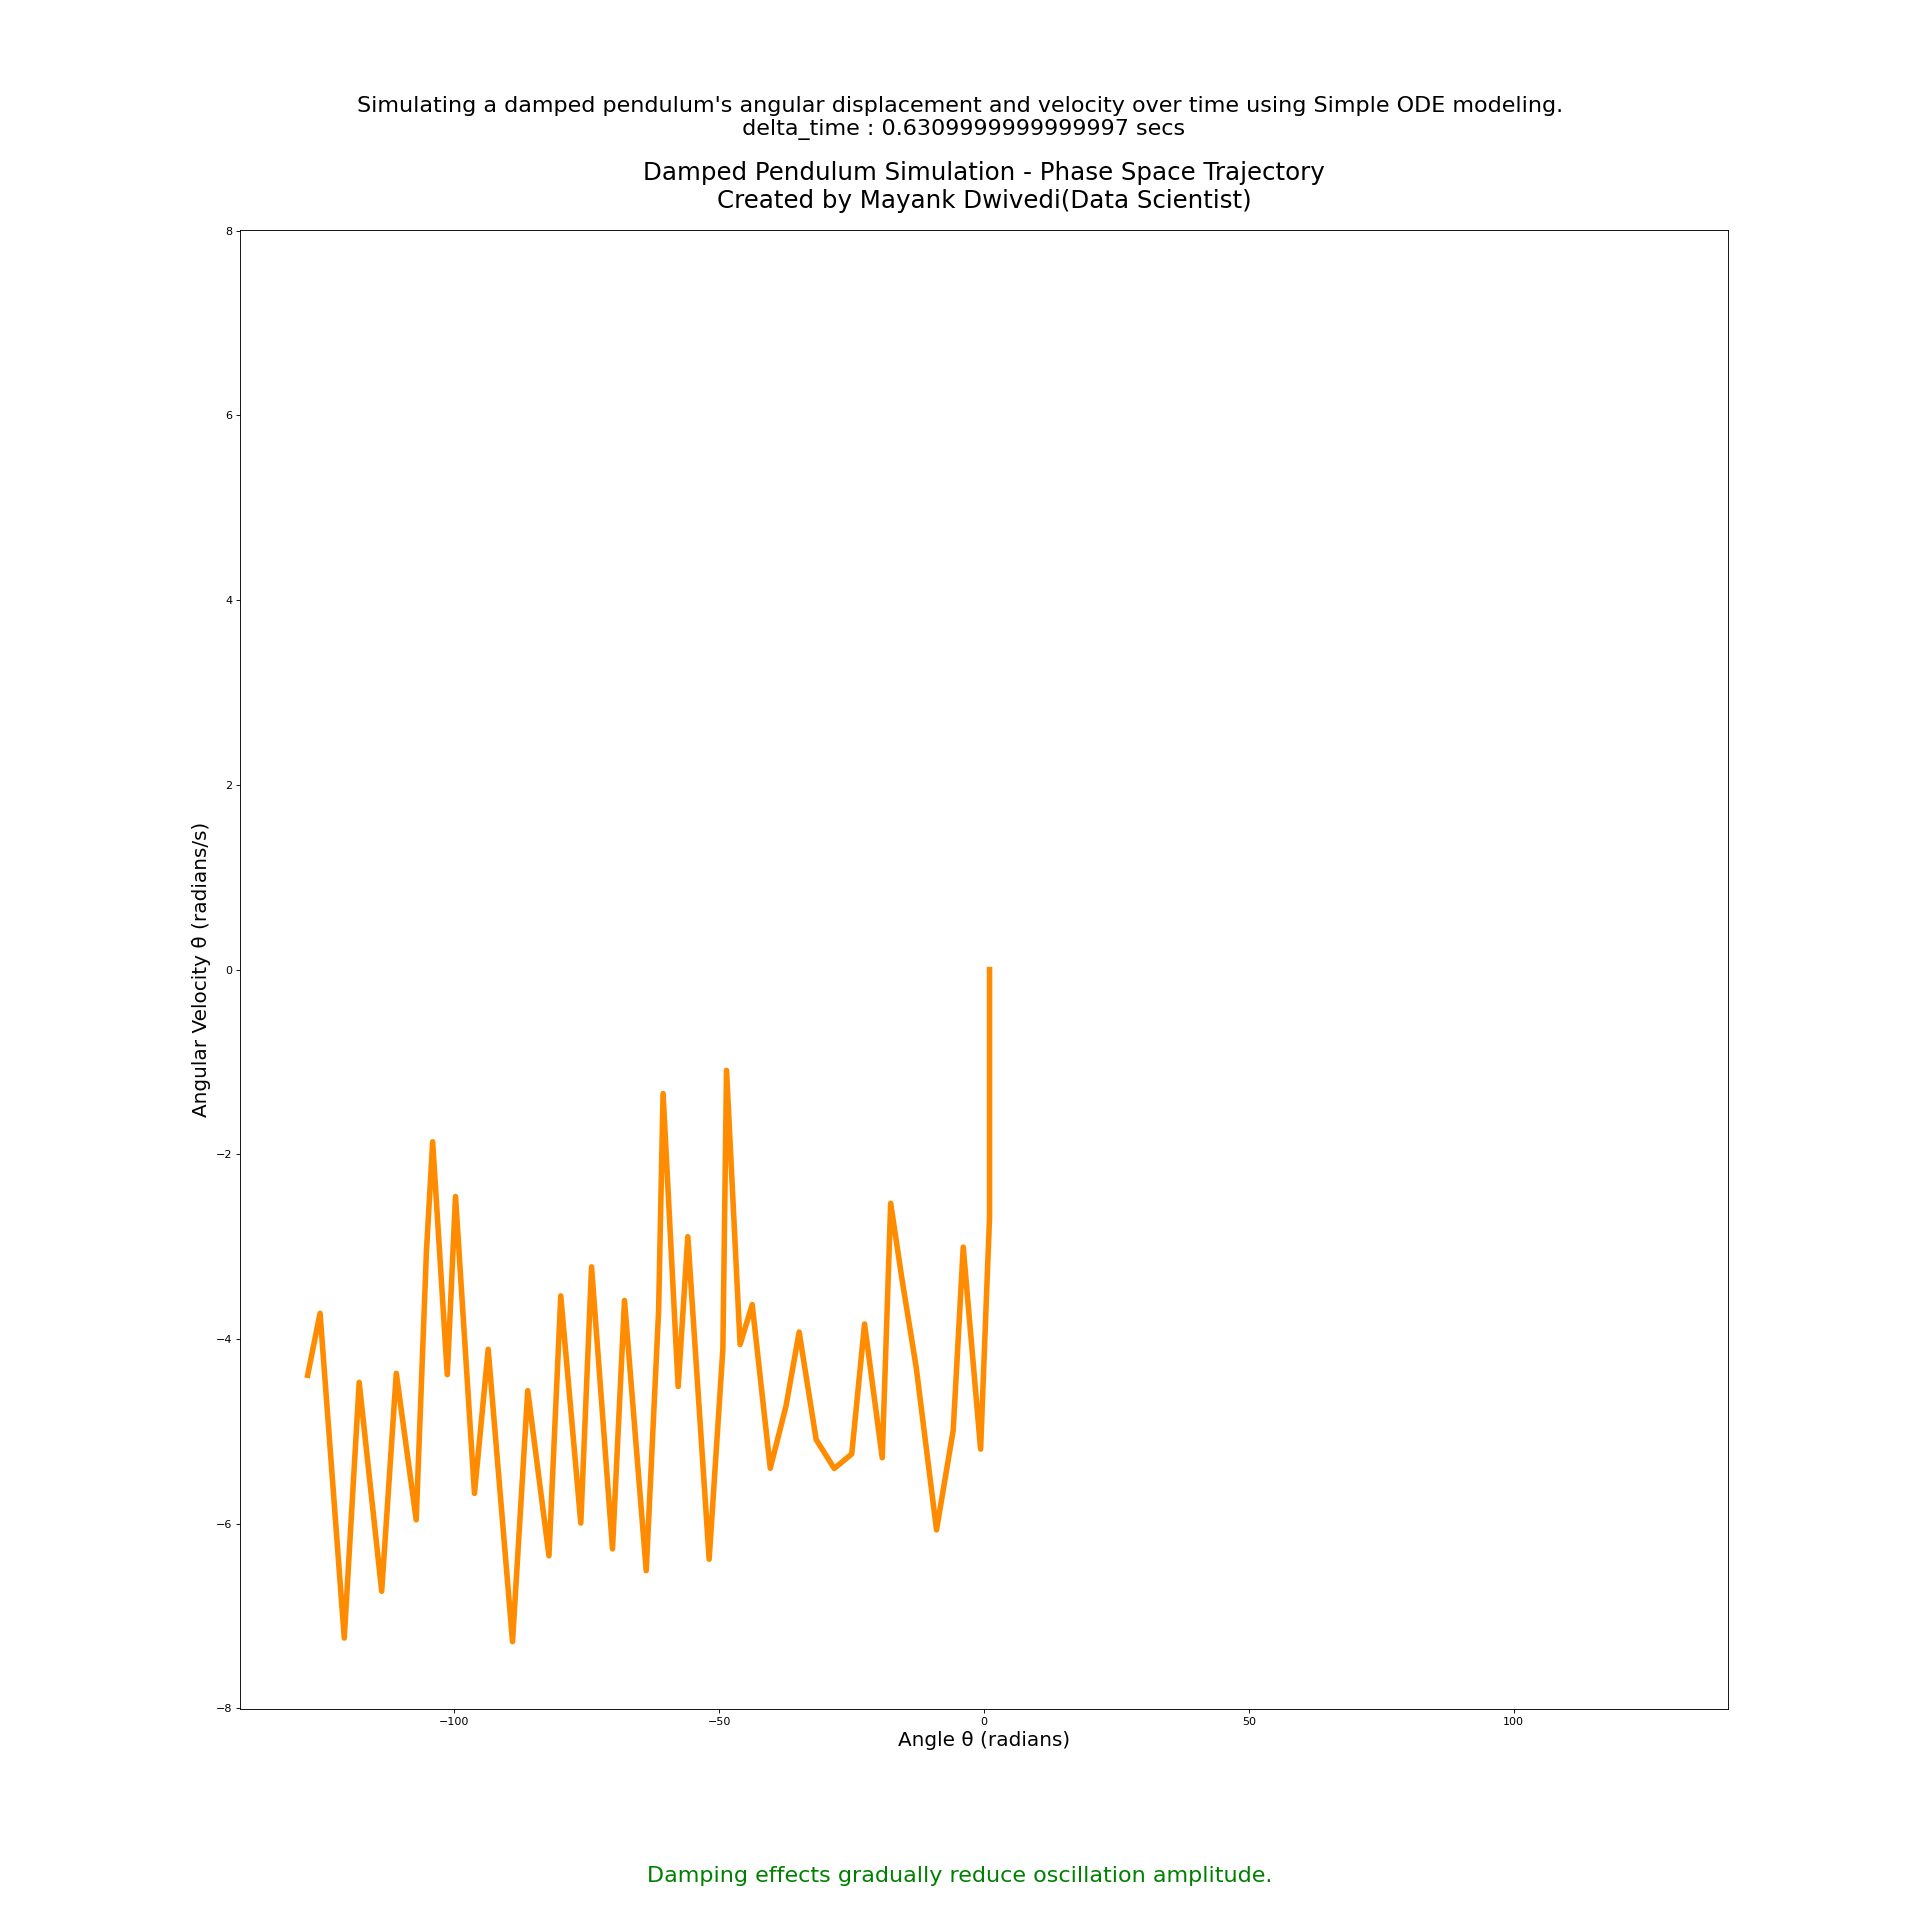 Simulating a damped pendulum's angular displacement and velocity over time using Simple ODE modeling.
delta_time : 0.6309999999999997 secs
Damped Pendulum Simulation - Phase Space Trajectory
Created by Mayank Dwivedi(Data Scientist)
8
6
4
2
0
−2
−4
−6
−8
Angular Velocity θ (radians/s)
−100
−50
0
50
100
Angle θ (radians)
Damping effects gradually reduce oscillation amplitude.